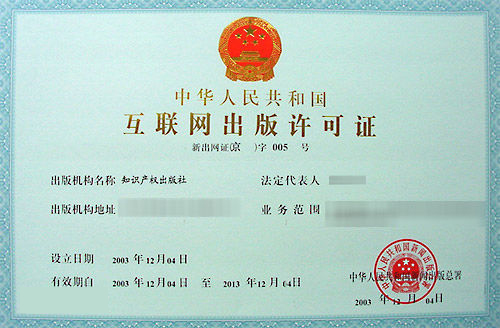 中华人民共和国
互联网出版许可证
新出网证(京 )字 005 号
出版机构名称 知识产权出版社 法定代表人
出版机构地址 业务范围
设立日期 2003 年 12 月 04 日
有效期自 2003 年 12 月 04 日 至 2013 年 12 月 04 日
中华人民共和国新闻出版总署
中华人民共和国新闻出版总署
2003 年 12 月 04 日